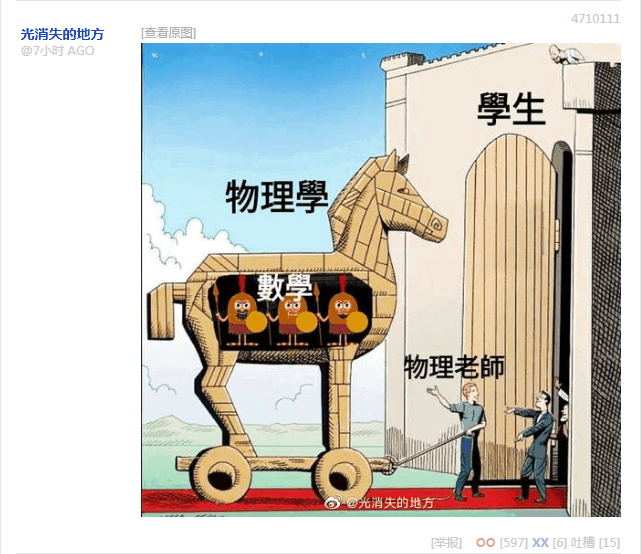 4710111
光消失的地方
@7小时 AGO
[查看原图]
學生
物理學
數學
物理老師
@光消失的地方
[举报] OO [597] XX [6] 吐槽 [15]